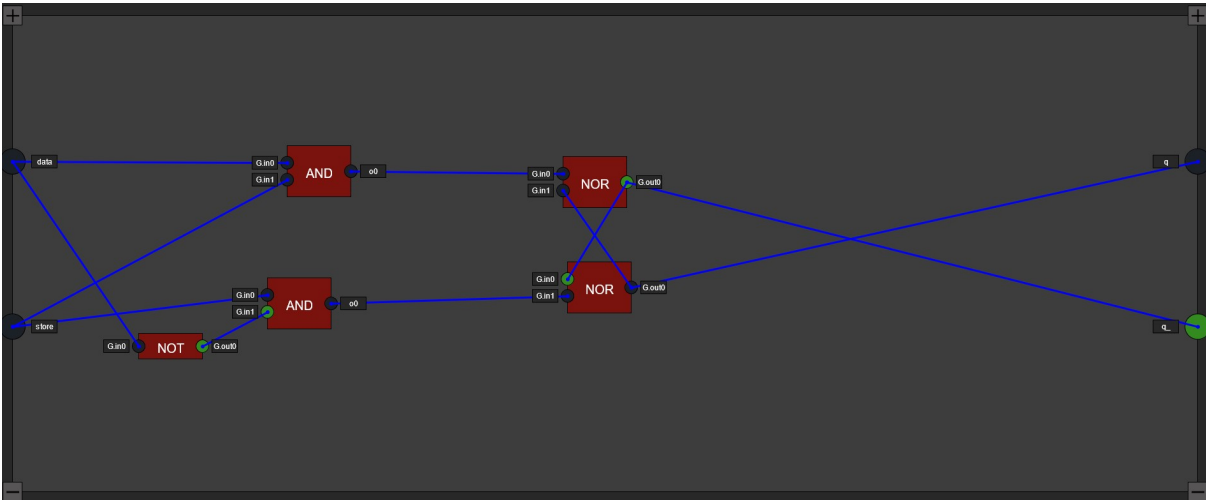 + +
data G.in0 AND o0 G.in0 NOR G.out0 q
G.in1 G.in1
G.in0 AND o0 G.in0 NOR G.out0
store G.in1 G.in1 q_
G.in0 NOT G.out0
− −